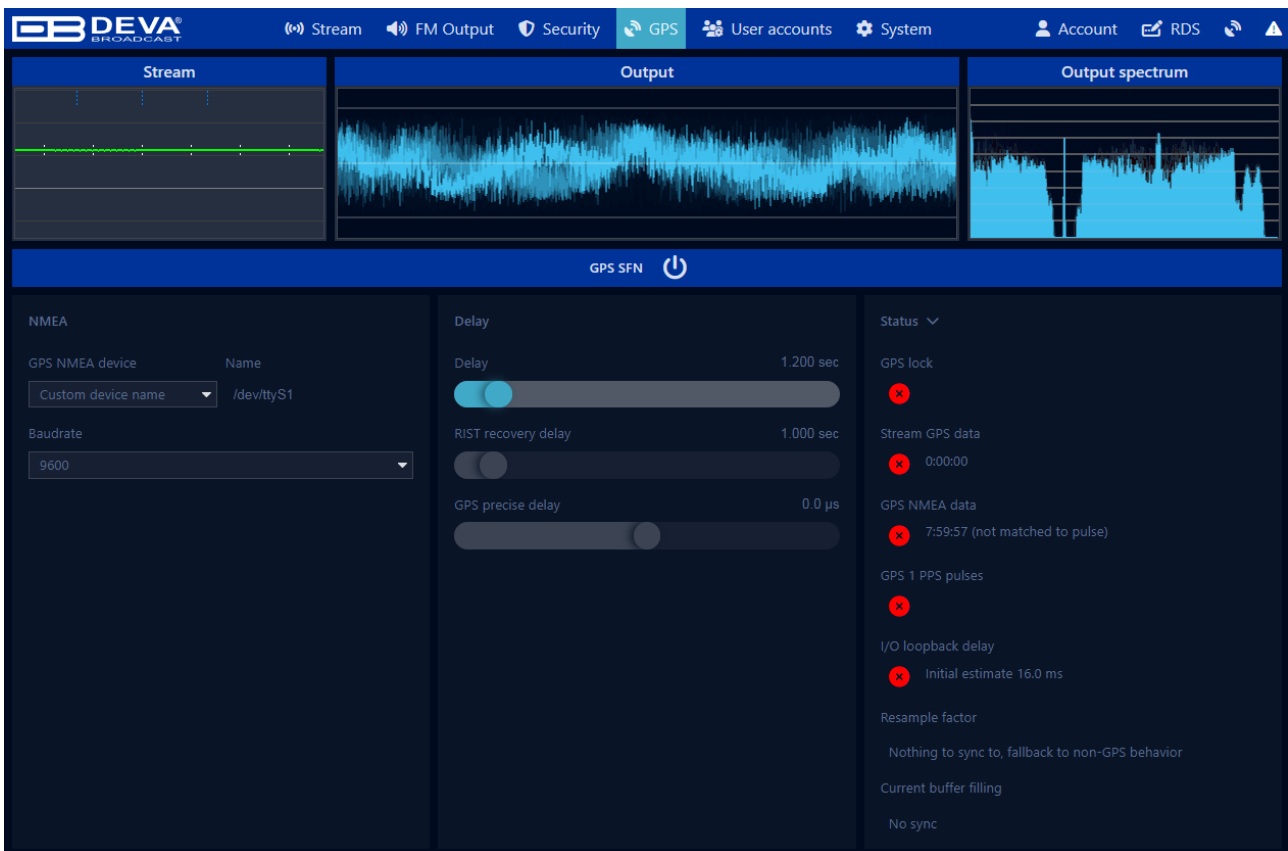 DEVA®
BROADCAST
Stream
FM Output
Security
GPS
User accounts
System
Account
RDS
Stream
Output
Output spectrum
GPS SFN
NMEA
GPS NMEA device
Name
Custom device name
/dev/ttyS1
Baudrate
9600
Delay
Delay
1.200 sec
RIST recovery delay
1.000 sec
GPS precise delay
0.0 µs
Status
GPS lock
Stream GPS data
0:00:00
GPS NMEA data
7:59:57 (not matched to pulse)
GPS 1 PPS pulses
I/O loopback delay
Initial estimate 16.0 ms
Resample factor
Nothing to sync to, fallback to non-GPS behavior
Current buffer filling
No sync